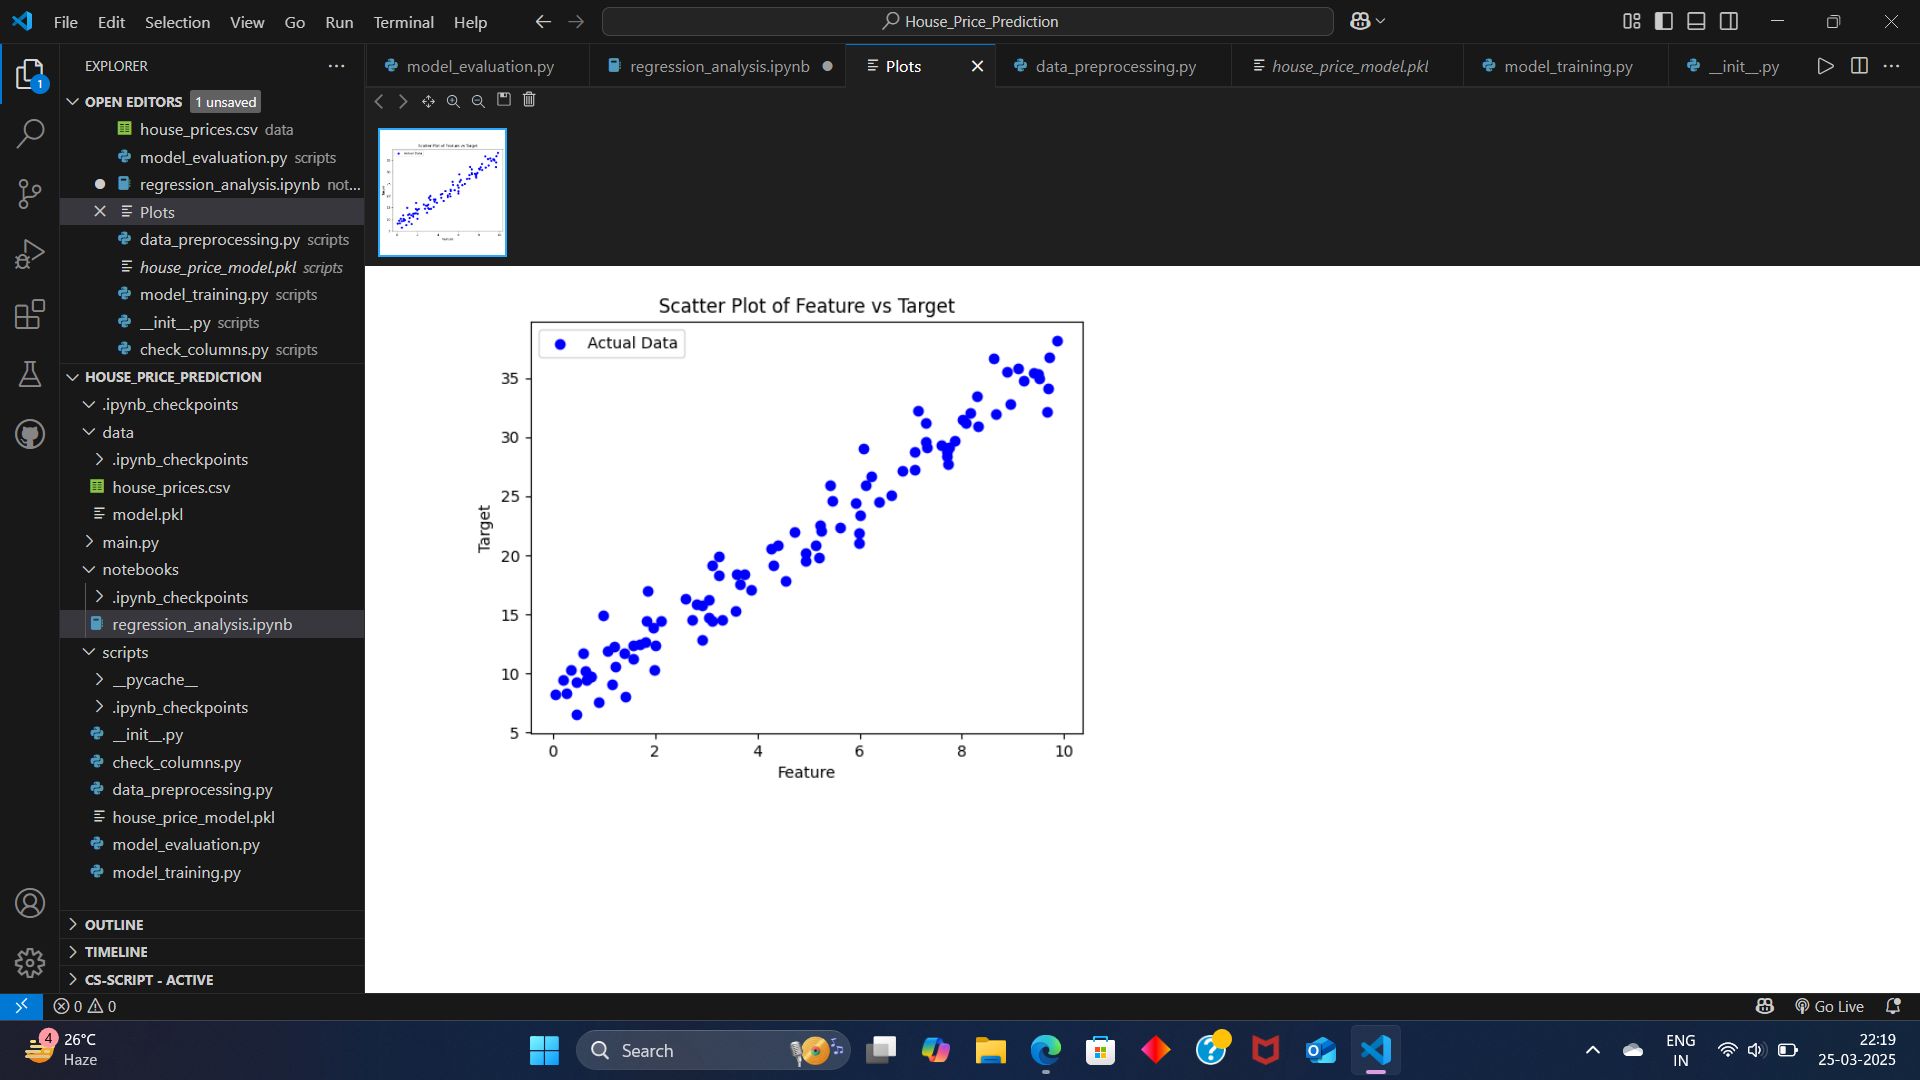 File Edit Selection View Go Run Terminal Help
House_Price_Prediction
EXPLORER
model_evaluation.py regression_analysis.ipynb Plots data_preprocessing.py house_price_model.pkl model_training.py __init__.py
OPEN EDITORS 1 unsaved
house_prices.csv data
model_evaluation.py scripts
regression_analysis.ipynb not...
Plots
data_preprocessing.py scripts
house_price_model.pkl scripts
model_training.py scripts
__init__.py scripts
check_columns.py scripts
HOUSE_PRICE_PREDICTION
.ipynb_checkpoints
data
.ipynb_checkpoints
house_prices.csv
model.pkl
main.py
notebooks
.ipynb_checkpoints
regression_analysis.ipynb
scripts
__pycache__
.ipynb_checkpoints
__init__.py
check_columns.py
data_preprocessing.py
house_price_model.pkl
model_evaluation.py
model_training.py
OUTLINE
TIMELINE
CS-SCRIPT - ACTIVE
1
Scatter Plot of Feature vs Target
Actual Data
35
30
25
20
15
10
5
Target
0 2 4 6 8 10
Feature
0 0
Go Live
4
26°C
Haze
Search
ENG
IN
22:19
25-03-2025